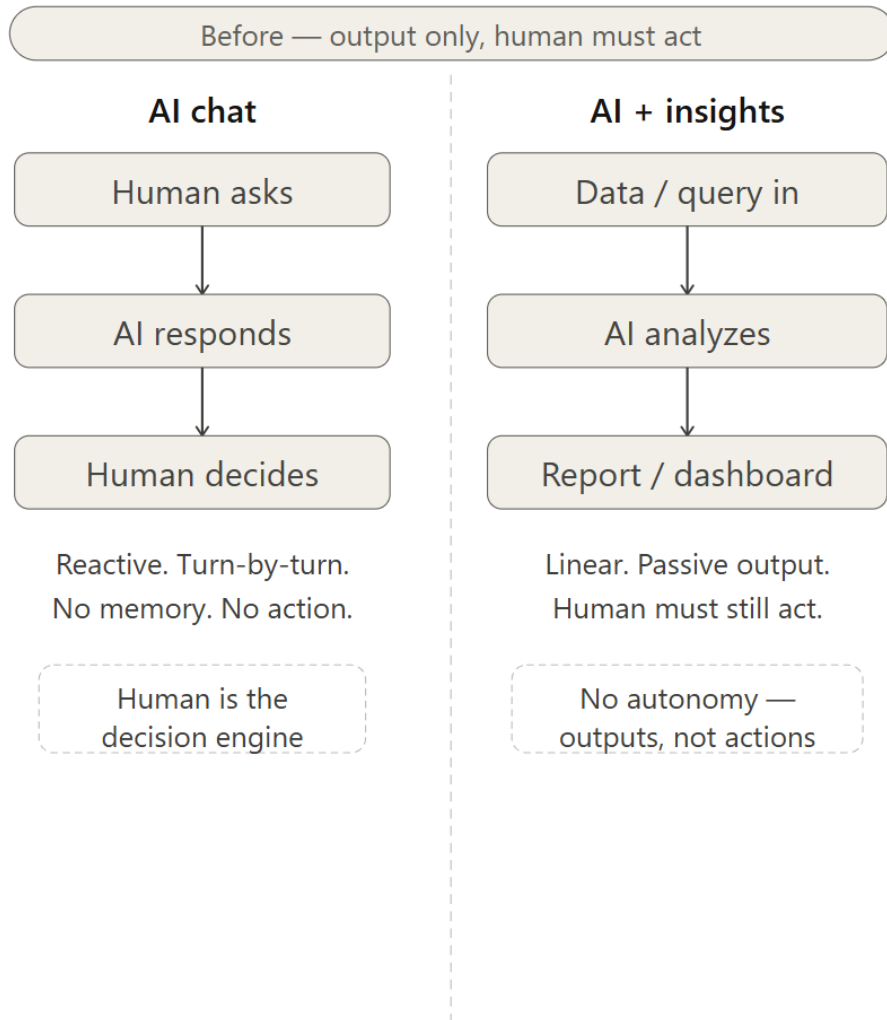 Before — output only, human must act
AI chat
Human asks
AI responds
Human decides
Reactive. Turn-by-turn.
No memory. No action.
Human is the
decision engine
AI + insights
Data / query in
AI analyzes
Report / dashboard
Linear. Passive output.
Human must still act.
No autonomy —
outputs, not actions